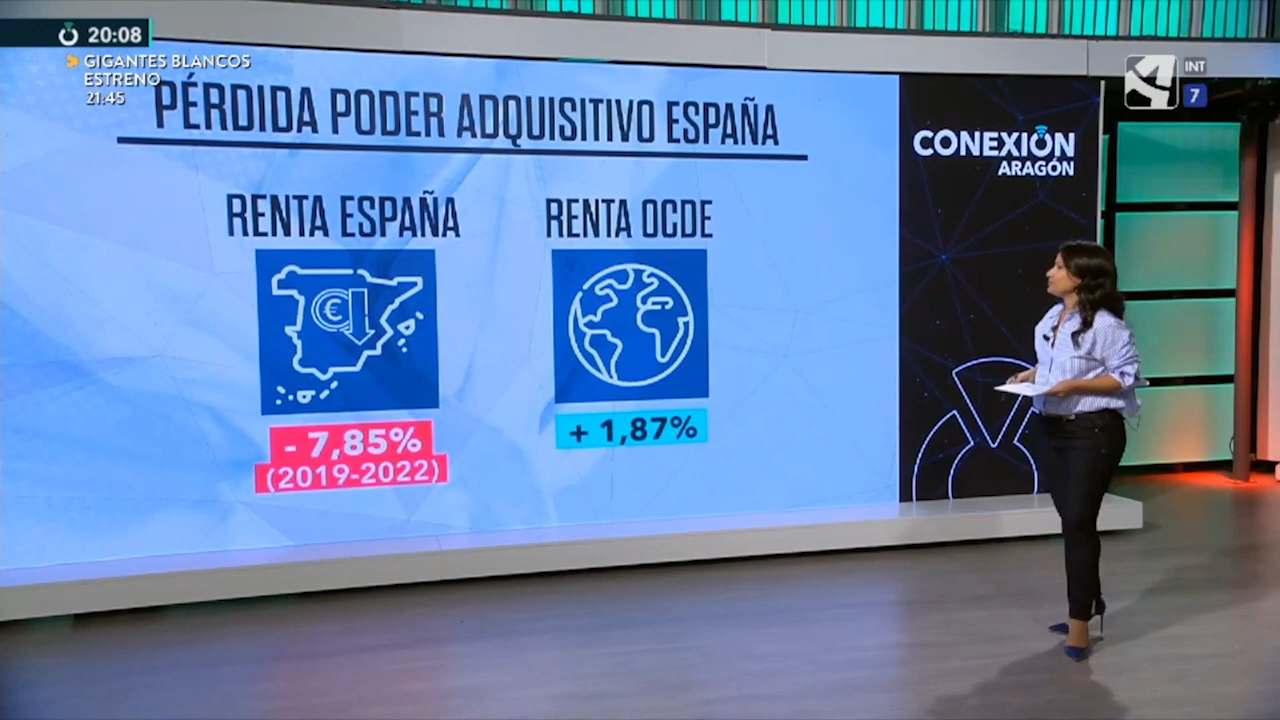 20:08
GIGANTES BLANCOS
ESTRENO
21:45
INT
7
PÉRDIDA PODER ADQUISITIVO ESPAÑA
CONEXIÓN
ARAGÓN
RENTA ESPAÑA
RENTA OCDE
€
- 7,85%
(2019-2022)
+ 1,87%